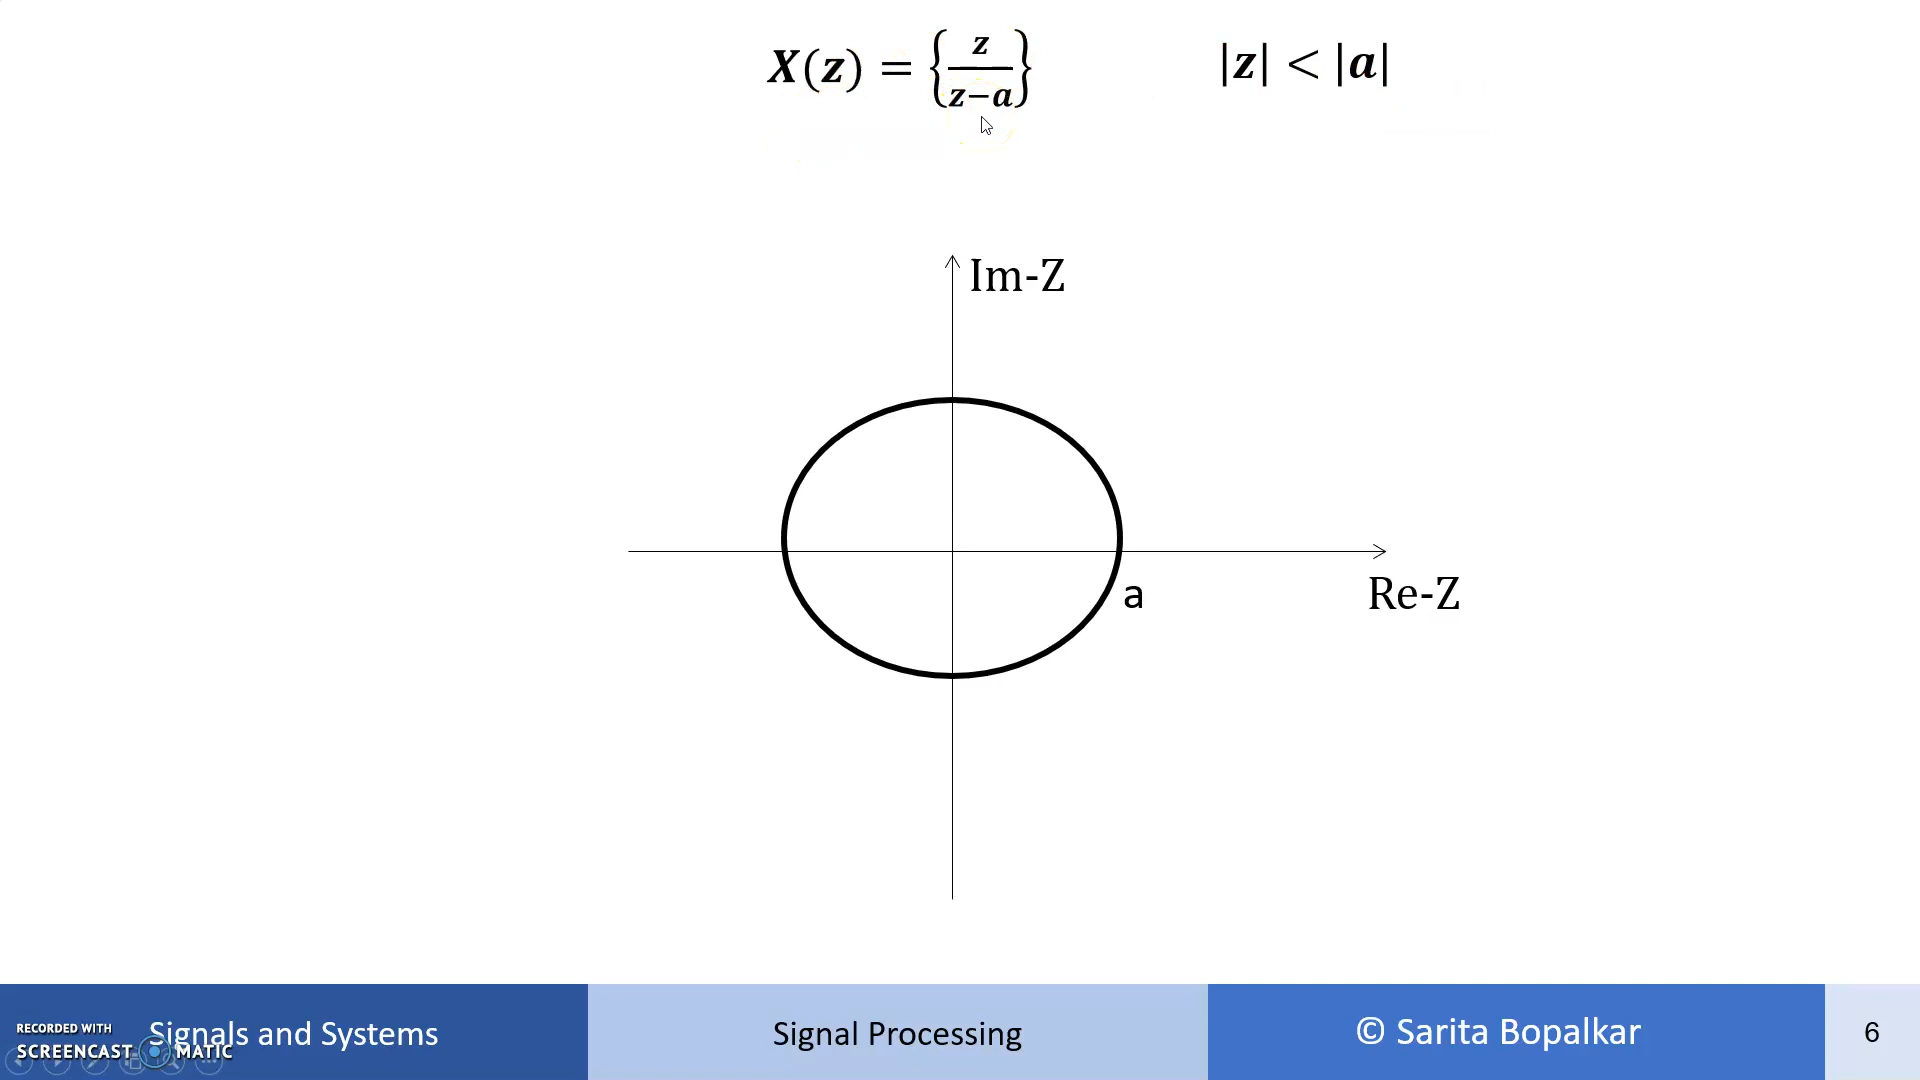 X(z) = {z/(z−a)} |z| < |a|
Im-Z
a
Re-Z
RECORDED WITH
SCREENCAST MATIC
Signals and Systems
Signal Processing
© Sarita Bopalkar
6